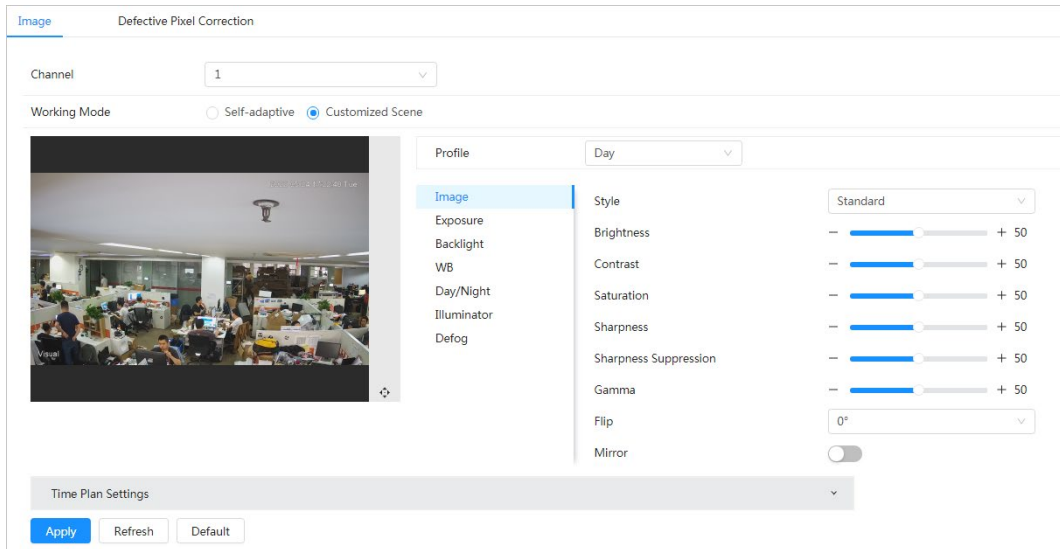 Image Defective Pixel Correction
Channel 1
Working Mode Self-adaptive Customized Scene
Profile Day
Image
Exposure
Backlight
WB
Day/Night
Illuminator
Defog
Style Standard
Brightness − + 50
Contrast − + 50
Saturation − + 50
Sharpness − + 50
Sharpness Suppression − + 50
Gamma − + 50
Flip 0°
Mirror
Visual
Time Plan Settings
Apply Refresh Default